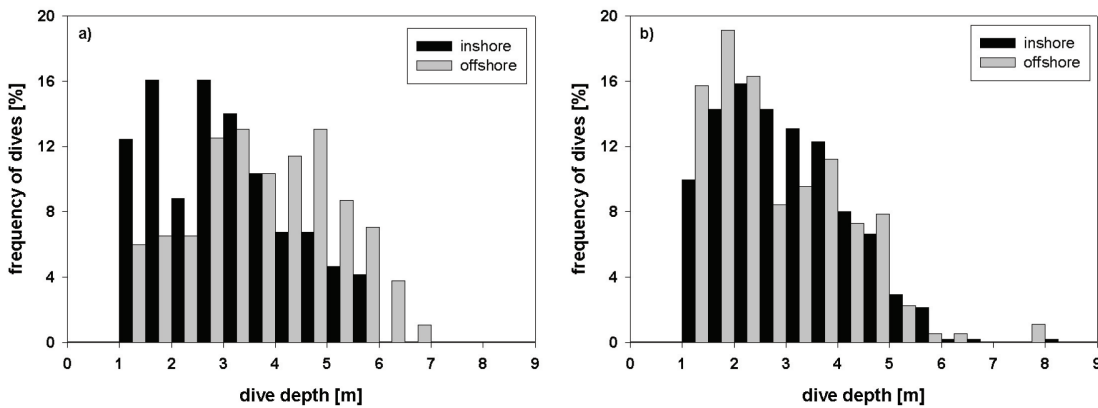 a)
inshore
offshore
frequency of dives [%]
20
16
12
8
4
0
0 1 2 3 4 5 6 7 8 9
dive depth [m]
b)
inshore
offshore
frequency of dives [%]
20
16
12
8
4
0
0 1 2 3 4 5 6 7 8 9
dive depth [m]